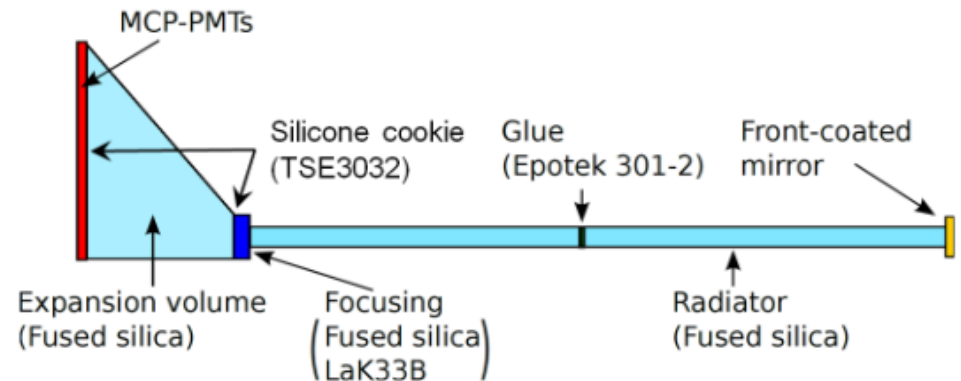 MCP-PMTs
Silicone cookie
(TSE3032)
Glue
(Epotek 301-2)
Front-coated
mirror
Expansion volume
(Fused silica)
Focusing
(Fused silica)
LaK33B
Radiator
(Fused silica)